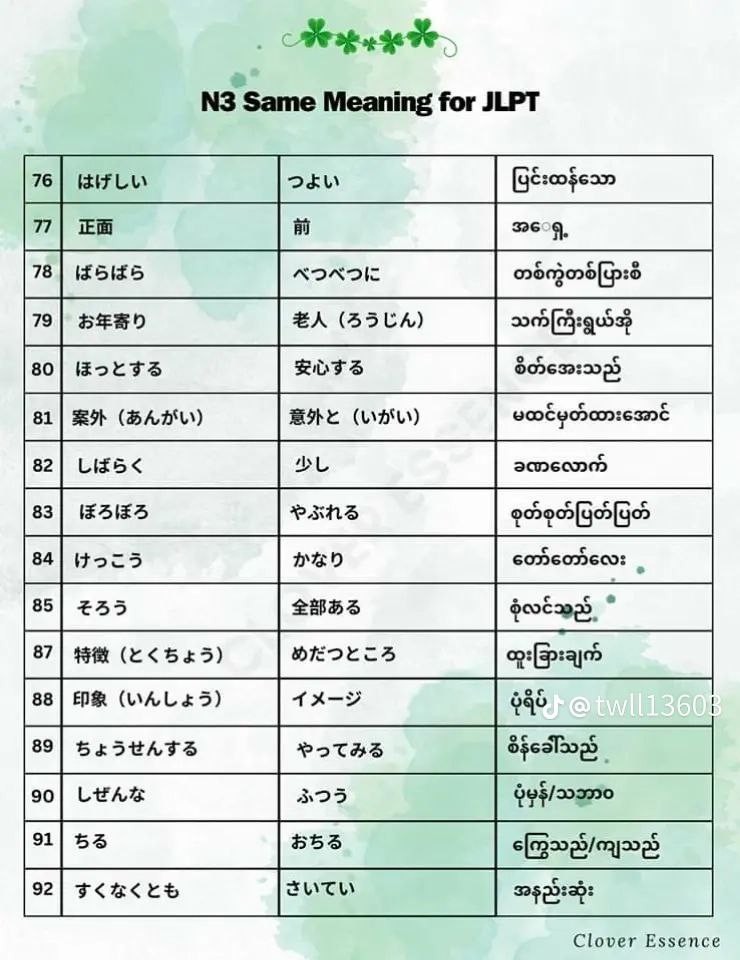 N3 Same Meaning for JLPT
76 はげしい つよい ပြင်းထန်သော
77 正面 前 အရှေ့
78 ばらばら べつべつに တစ်ကွဲတစ်ပြားစီ
79 お年寄り 老人（ろうじん） သက်ကြီးရွယ်အို
80 ほっとする 安心する စိတ်အေးသည်
81 案外（あんがい） 意外と（いがい） မထင်မှတ်ထားအောင်
82 しばらく 少し ခဏလောက်
83 ぼろぼろ やぶれる စုတ်စုတ်ပြတ်ပြတ်
84 けっこう かなり တော်တော်လေး
85 そろう 全部ある စုံလင်သည်
87 特徴（とくちょう） めだつところ ထူးခြားချက်
88 印象（いんしょう） イメージ ပုံရိပ်
@twll13603
89 ちょうせんする やってみる စိန်ခေါ်သည်
90 しぜんな ふつう ပုံမှန်/သဘာဝ
91 ちる おちる ကြွေသည်/ကျသည်
92 すくなくとも さいてい အနည်းဆုံး
Clover Essence
CLOVER ESSENCE